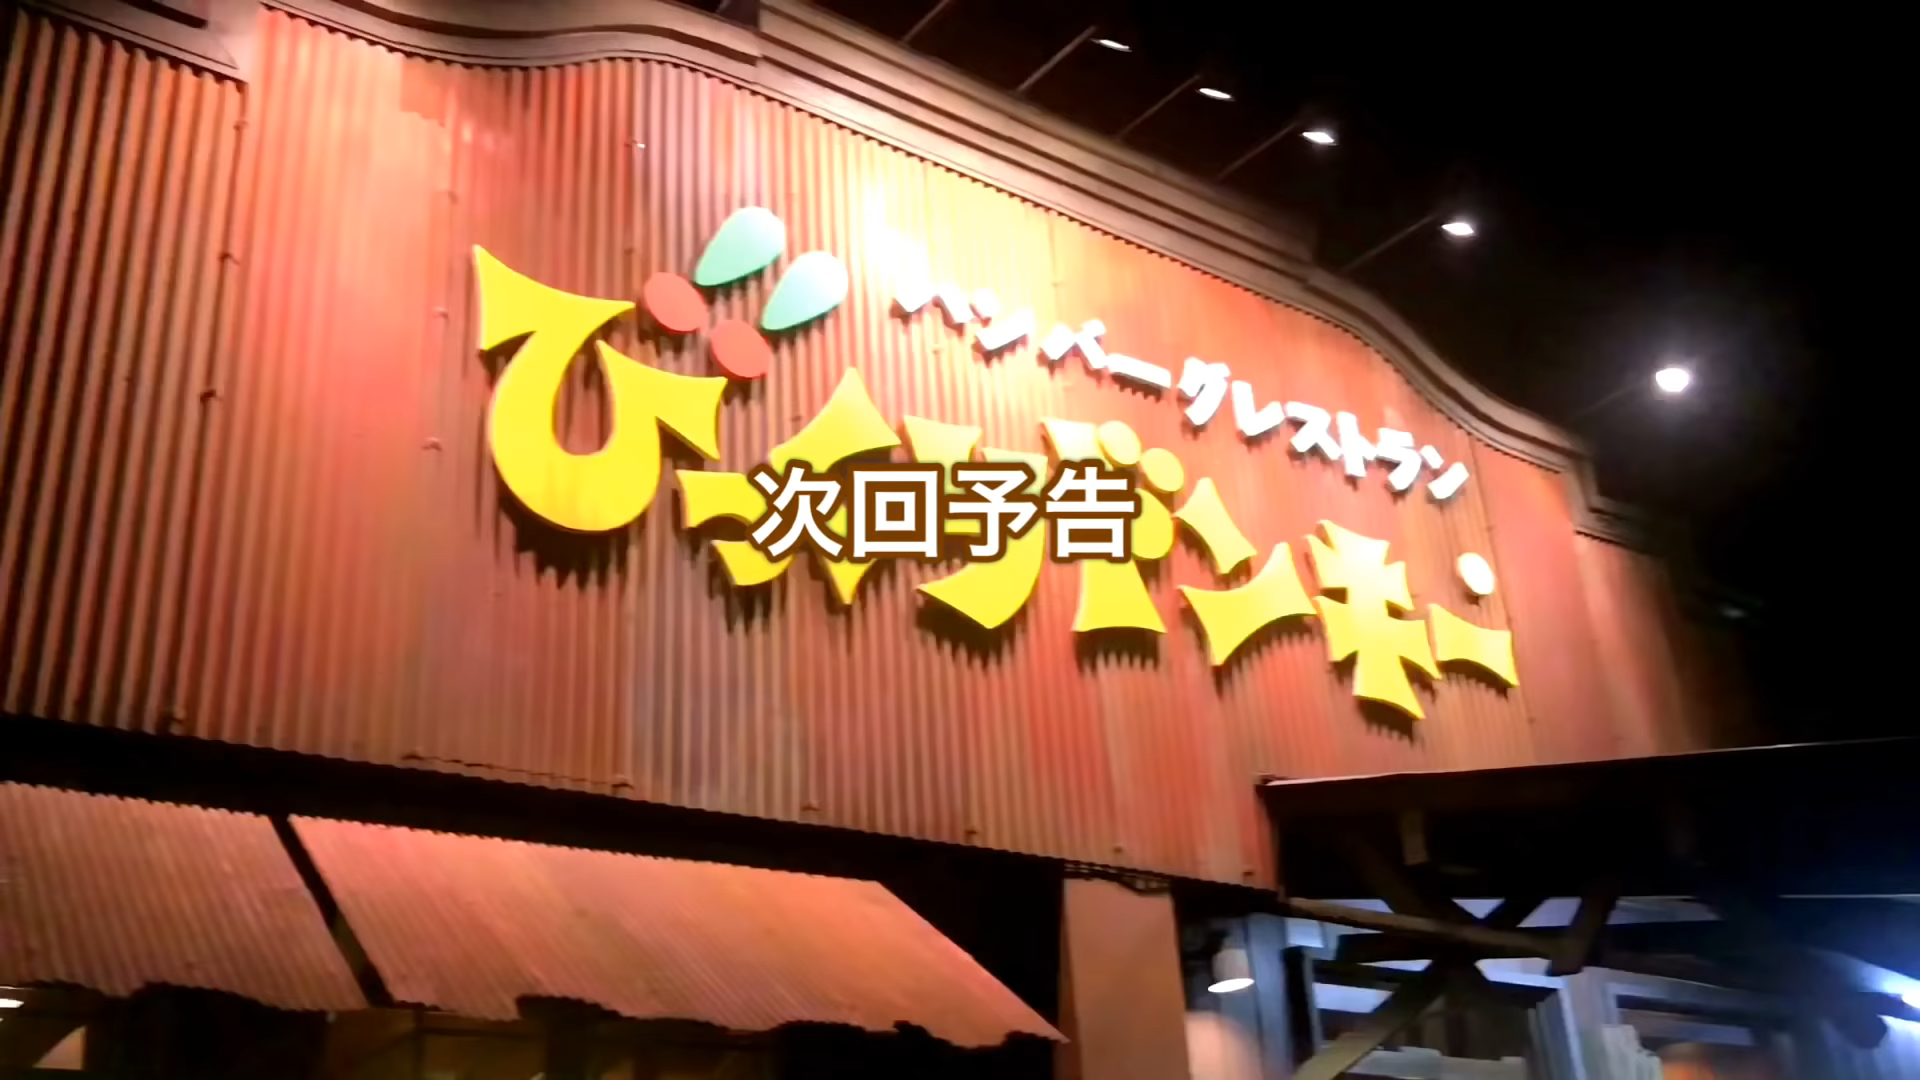 ハンバーグレストラン
びっくりドンキー
次回予告